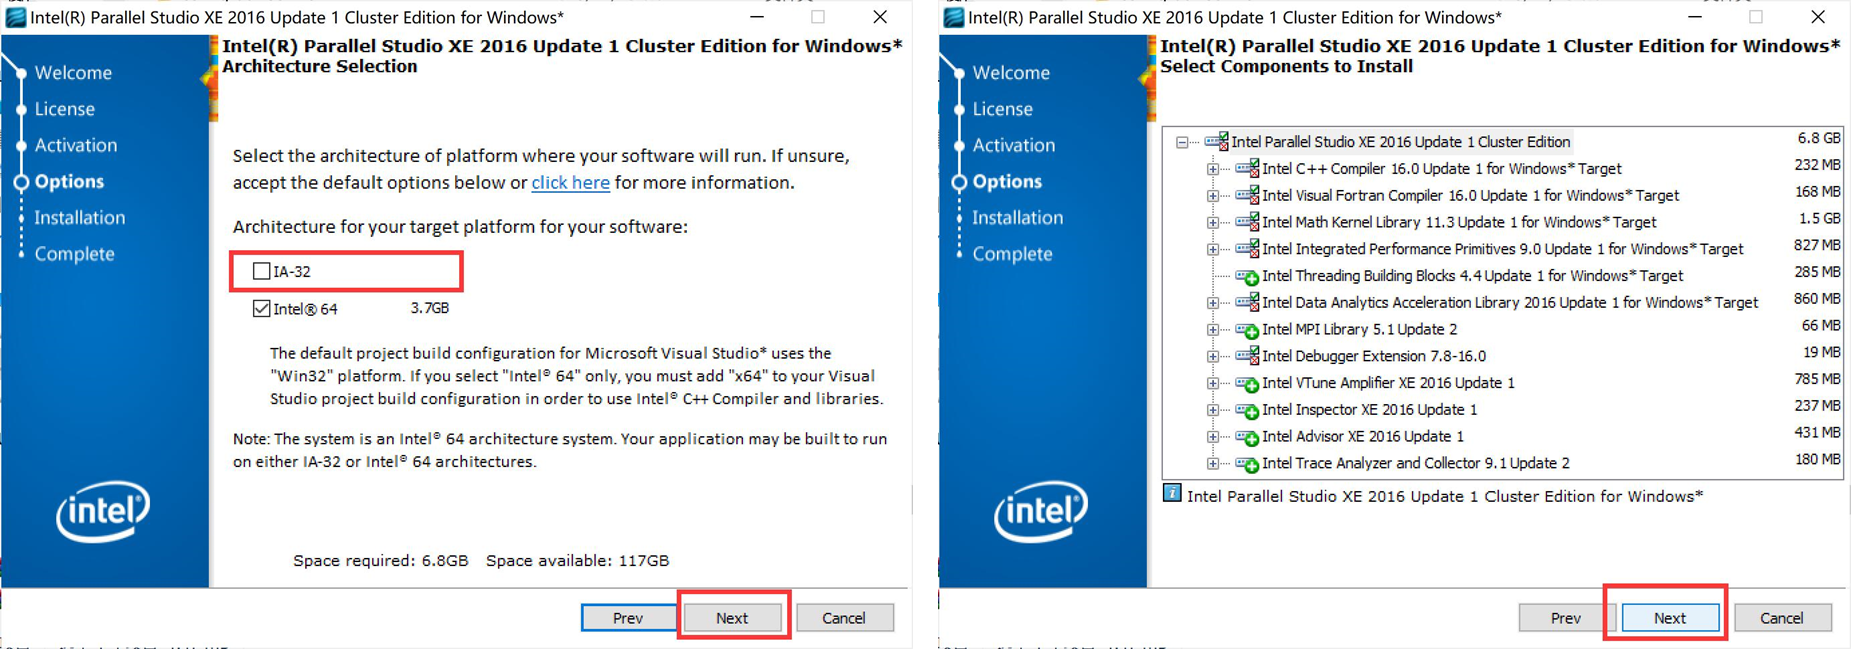 Intel(R) Parallel Studio XE 2016 Update 1 Cluster Edition for Windows*
Intel(R) Parallel Studio XE 2016 Update 1 Cluster Edition for Windows*
Architecture Selection
Welcome
License
Activation
Options
Installation
Complete
Select the architecture of platform where your software will run. If unsure,
accept the default options below or click here for more information.
Architecture for your target platform for your software:
IA-32
Intel® 64 3.7GB
The default project build configuration for Microsoft Visual Studio* uses the
"Win32" platform. If you select "Intel® 64" only, you must add "x64" to your Visual
Studio project build configuration in order to use Intel® C++ Compiler and libraries.
Note: The system is an Intel® 64 architecture system. Your application may be built to run
on either IA-32 or Intel® 64 architectures.
intel
Space required: 6.8GB Space available: 117GB
Prev Next Cancel
Intel(R) Parallel Studio XE 2016 Update 1 Cluster Edition for Windows*
Intel(R) Parallel Studio XE 2016 Update 1 Cluster Edition for Windows*
Select Components to Install
Welcome
License
Activation
Options
Installation
Complete
Intel Parallel Studio XE 2016 Update 1 Cluster Edition 6.8 GB
Intel C++ Compiler 16.0 Update 1 for Windows* Target 232 MB
Intel Visual Fortran Compiler 16.0 Update 1 for Windows* Target 168 MB
Intel Math Kernel Library 11.3 Update 1 for Windows* Target 1.5 GB
Intel Integrated Performance Primitives 9.0 Update 1 for Windows* Target 827 MB
Intel Threading Building Blocks 4.4 Update 1 for Windows* Target 285 MB
Intel Data Analytics Acceleration Library 2016 Update 1 for Windows* Target 860 MB
Intel MPI Library 5.1 Update 2 66 MB
Intel Debugger Extension 7.8-16.0 19 MB
Intel VTune Amplifier XE 2016 Update 1 785 MB
Intel Inspector XE 2016 Update 1 237 MB
Intel Advisor XE 2016 Update 1 431 MB
Intel Trace Analyzer and Collector 9.1 Update 2 180 MB
Intel Parallel Studio XE 2016 Update 1 Cluster Edition for Windows*
intel
Prev Next Cancel